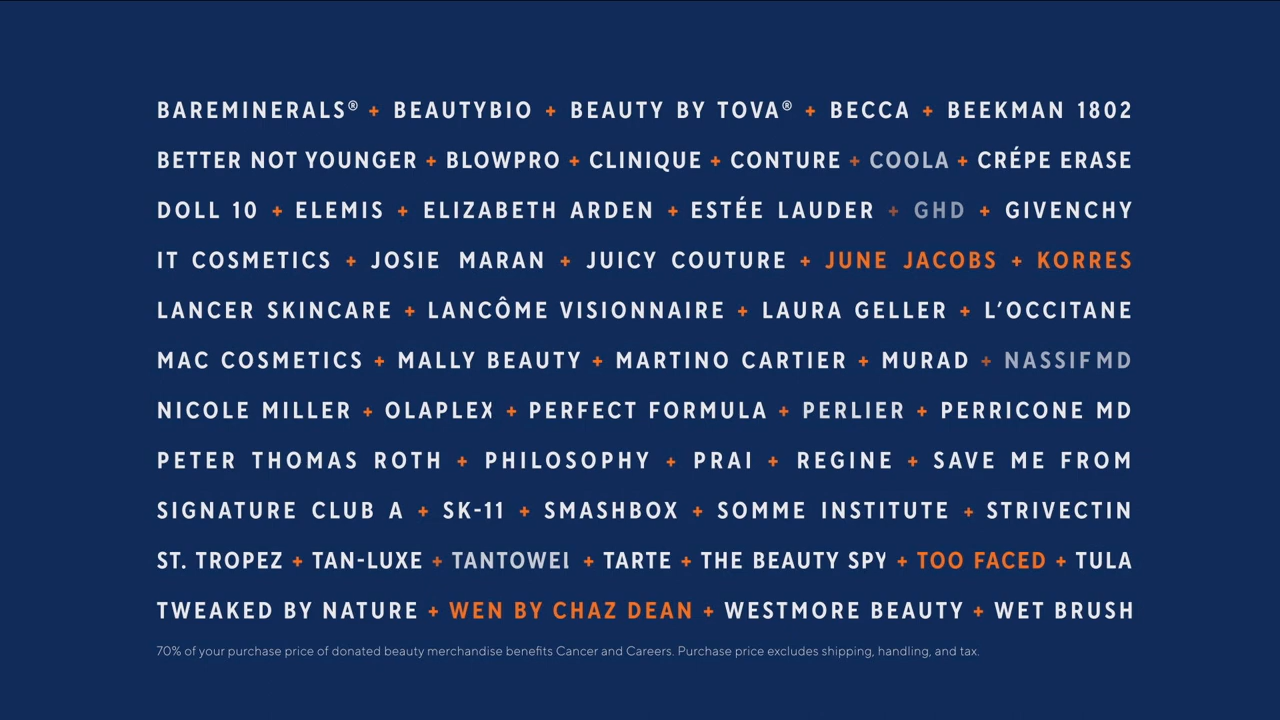 BAREMINERALS® + BEAUTYBIO + BEAUTY BY TOVA® + BECCA + BEEKMAN 1802
BETTER NOT YOUNGER + BLOWPRO + CLINIQUE + CONTURE + COOLA + CRÉPE ERASE
DOLL 10 + ELEMIS + ELIZABETH ARDEN + ESTÉE LAUDER + GHD + GIVENCHY
IT COSMETICS + JOSIE MARAN + JUICY COUTURE + JUNE JACOBS + KORRES
LANCER SKINCARE + LANCÔME VISIONNAIRE + LAURA GELLER + L'OCCITANE
MAC COSMETICS + MALLY BEAUTY + MARTINO CARTIER + MURAD + NASSIFMD
NICOLE MILLER + OLAPLEX + PERFECT FORMULA + PERLIER + PERRICONE MD
PETER THOMAS ROTH + PHILOSOPHY + PRAI + REGINE + SAVE ME FROM
SIGNATURE CLUB A + SK-11 + SMASHBOX + SOMME INSTITUTE + STRIVECTIN
ST. TROPEZ + TAN-LUXE + TANTOWEL + TARTE + THE BEAUTY SPY + TOO FACED + TULA
TWEAKED BY NATURE + WEN BY CHAZ DEAN + WESTMORE BEAUTY + WET BRUSH
70% of your purchase price of donated beauty merchandise benefits Cancer and Careers. Purchase price excludes shipping, handling, and tax.